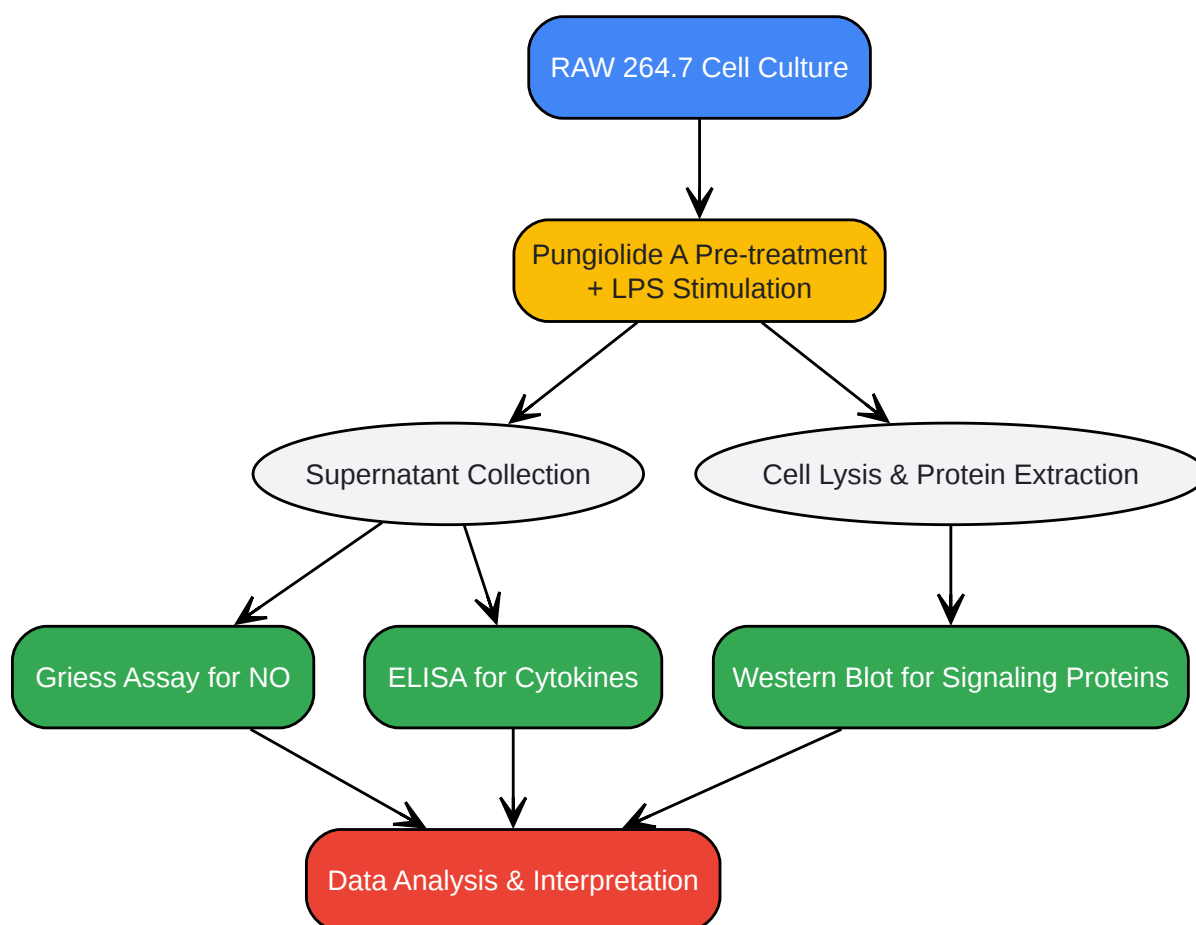 RAW 264.7 Cell Culture
Pungiolide A Pre-treatment
+ LPS Stimulation
Supernatant Collection
Cell Lysis & Protein Extraction
Griess Assay for NO
ELISA for Cytokines
Western Blot for Signaling Proteins
Data Analysis & Interpretation